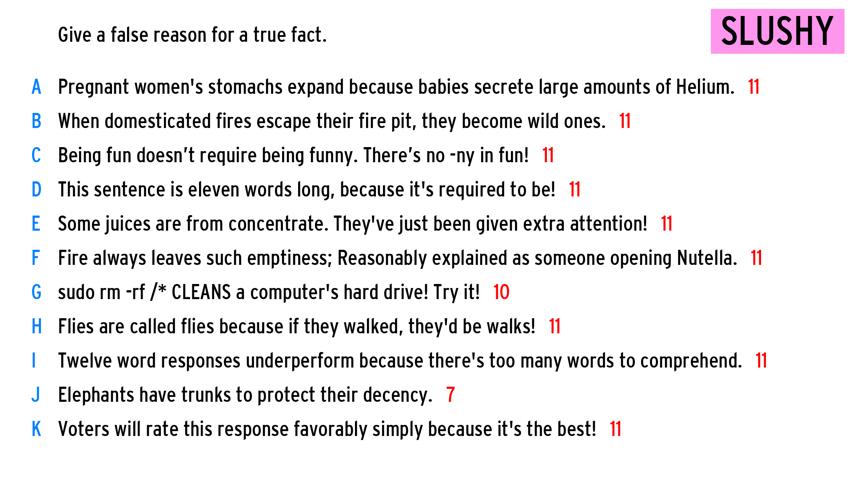 Give a false reason for a true fact.
SLUSHY
A Pregnant women's stomachs expand because babies secrete large amounts of Helium. 11
B When domesticated fires escape their fire pit, they become wild ones. 11
C Being fun doesn’t require being funny. There’s no -ny in fun! 11
D This sentence is eleven words long, because it's required to be! 11
E Some juices are from concentrate. They've just been given extra attention! 11
F Fire always leaves such emptiness; Reasonably explained as someone opening Nutella. 11
G sudo rm -rf /* CLEANS a computer's hard drive! Try it! 10
H Flies are called flies because if they walked, they'd be walks! 11
I Twelve word responses underperform because there's too many words to comprehend. 11
J Elephants have trunks to protect their decency. 7
K Voters will rate this response favorably simply because it's the best! 11